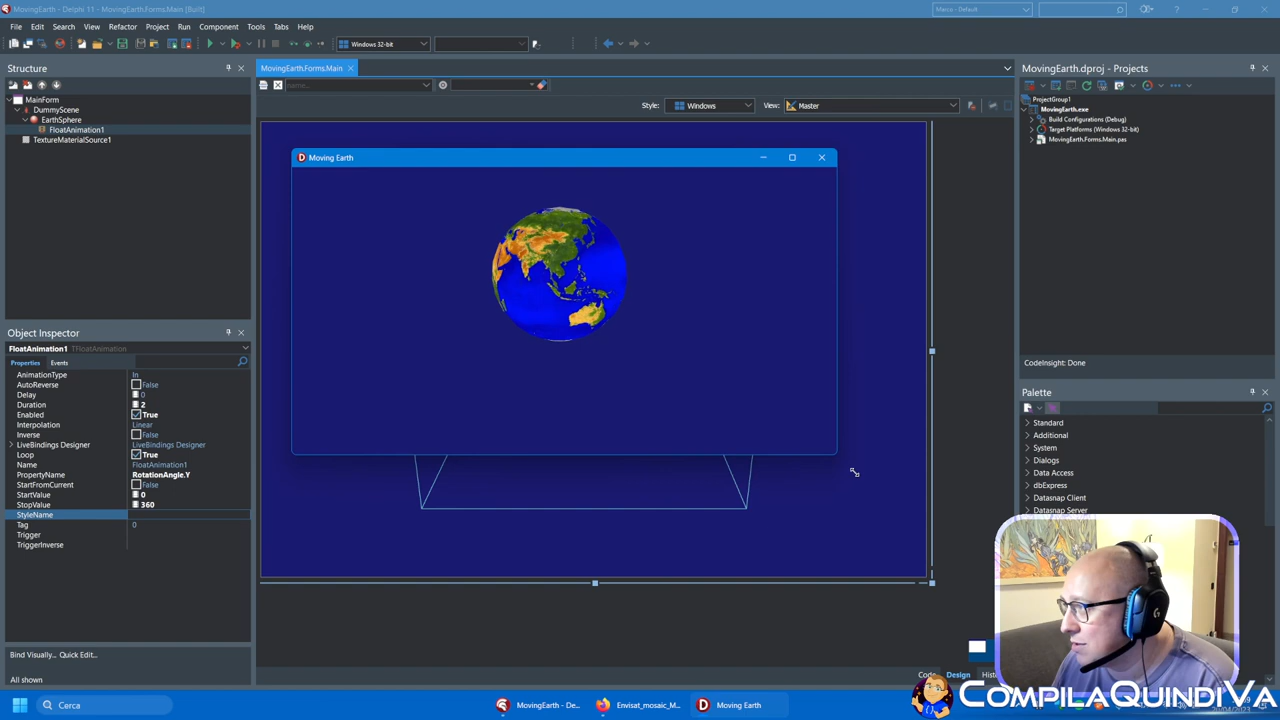 MovingEarth - Delphi 11 - MovingEarth.Forms.Main [Built]
Marco - Default
File Edit Search View Refactor Project Run Component Tools Tabs Help
Windows 32-bit
Structure
MainForm
DummyScene
EarthSphere
FloatAnimation1
TextureMaterialSource1
Object Inspector
FloatAnimation1 TFloatAnimation
Properties Events
AnimationType In
AutoReverse False
Delay 0
Duration 2
Enabled True
Interpolation Linear
Inverse False
LiveBindings Designer LiveBindings Designer
Loop True
Name FloatAnimation1
PropertyName RotationAngle.Y
StartFromCurrent False
StartValue 0
StopValue 360
StyleName
Tag 0
Trigger
TriggerInverse
Bind Visually... Quick Edit...
All shown
MovingEarth.Forms.Main
name...
Style: Windows View: Master
Moving Earth
Design
MovingEarth.dproj - Projects
ProjectGroup1
MovingEarth.exe
Build Configurations (Debug)
Target Platforms (Windows 32-bit)
MovingEarth.Forms.Main.pas
CodeInsight: Done
Palette
Standard
Additional
System
Dialogs
Data Access
dbExpress
Datasnap Client
Datasnap Server
CompilaQuindiVa
Cerca
MovingEarth - De...
Envisat_mosaic_M...
Moving Earth